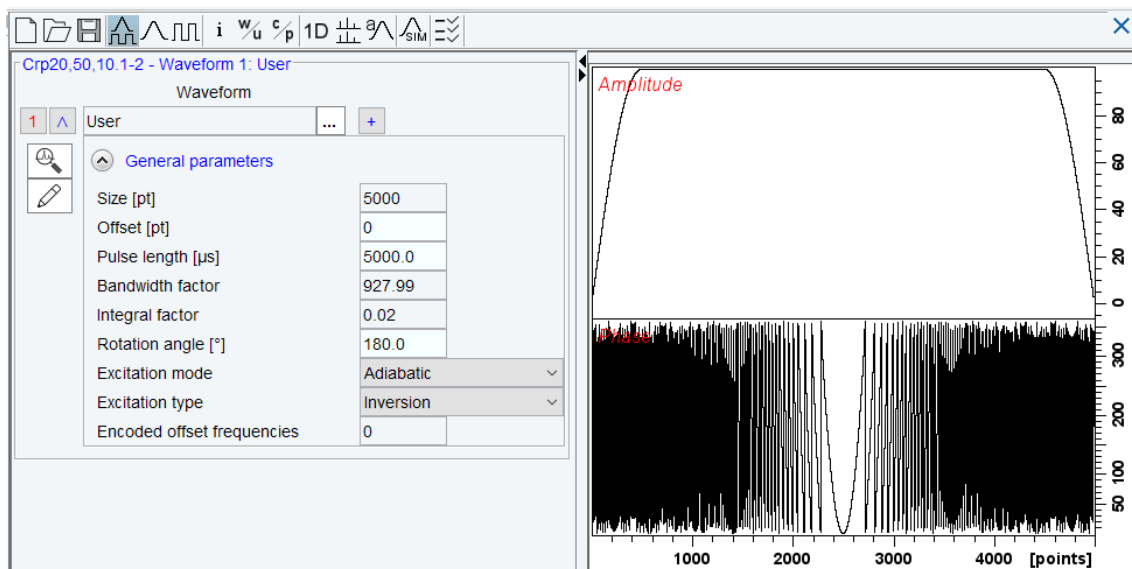 i w/u c/p 1D a SIM
Crp20,50,10.1-2 - Waveform 1: User
Waveform
1 Λ User ... +
General parameters
Size [pt] 5000
Offset [pt] 0
Pulse length [µs] 5000.0
Bandwidth factor 927.99
Integral factor 0.02
Rotation angle [°] 180.0
Excitation mode Adiabatic
Excitation type Inversion
Encoded offset frequencies 0
Amplitude
80
60
40
20
0
Phase
300
200
100
50
1000 2000 3000 4000 [points]